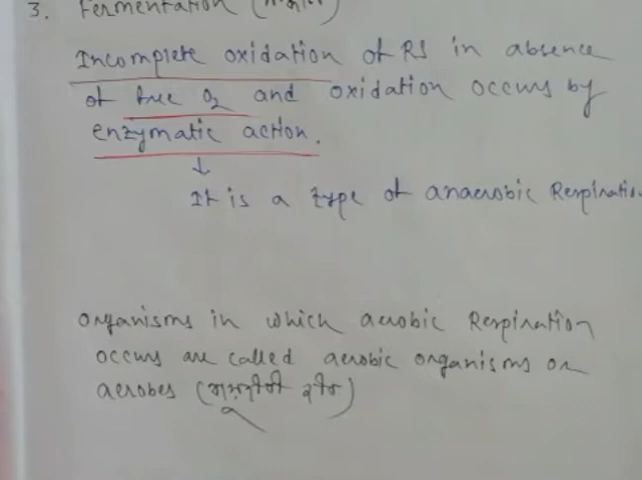 3. Fermentation (
Incomplete oxidation of RS in absence
of free O2 and oxidation occurs by
enzymatic action.
↓
It is a type of anaerobic Respiratio
organisms in which aerobic Respiration
occurs are called aerobic organisms or
aerobes (